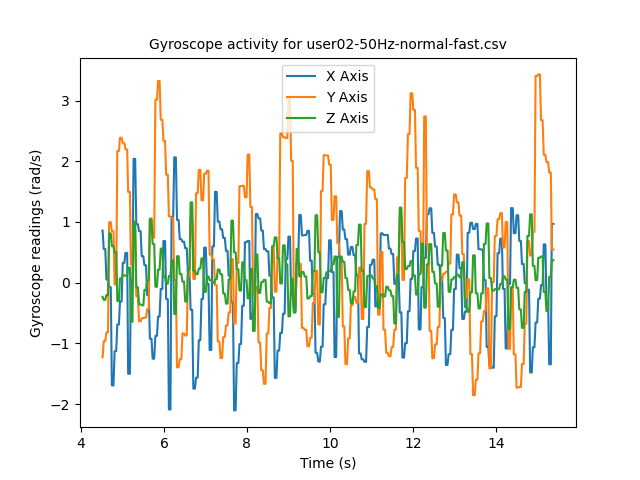 Gyroscope activity for user02-50Hz-normal-fast.csv
X Axis
Y Axis
Z Axis
Gyroscope readings (rad/s)
3
2
1
0
−1
−2
4 6 8 10 12 14
Time (s)